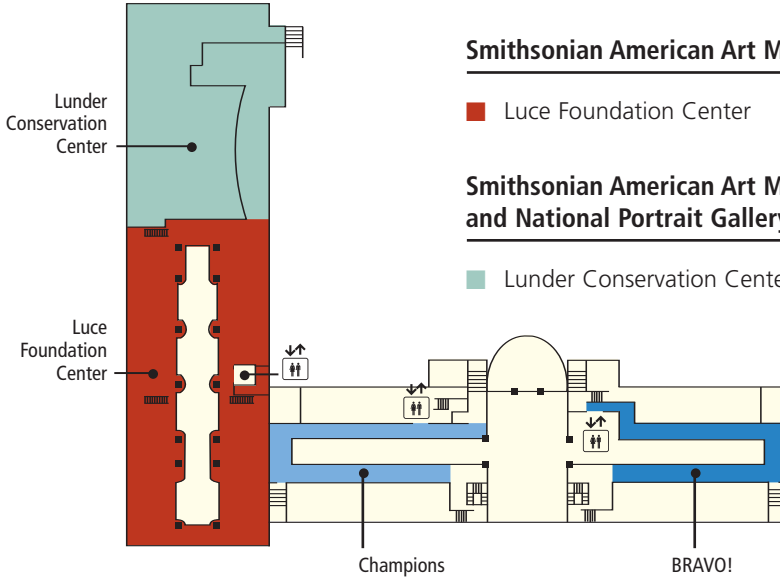 Smithsonian American Art M
Luce Foundation Center
Smithsonian American Art M
and National Portrait Gallery
Lunder Conservation Cente
Lunder
Conservation
Center
Luce
Foundation
Center
Champions
BRAVO!